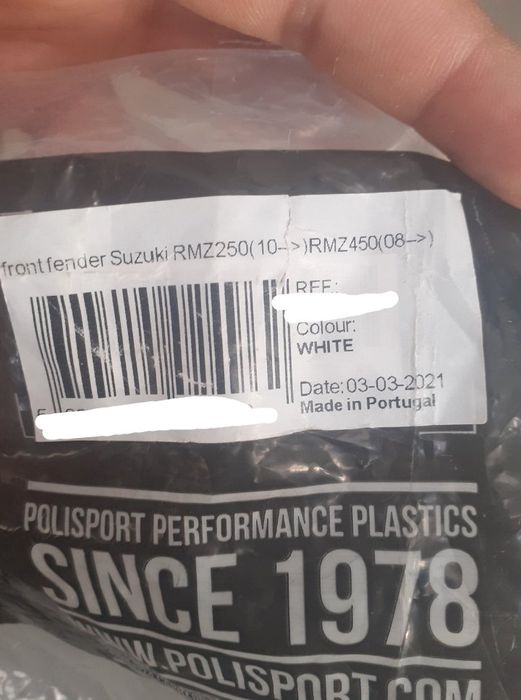 front fender Suzuki RMZ250(10-->)RMZ450(08-->)
REF.:
Colour:
WHITE
Date: 03-03-2021
Made in Portugal
POLISPORT PERFORMANCE PLASTICS
SINCE 1978
WWW.POLISPORT.COM